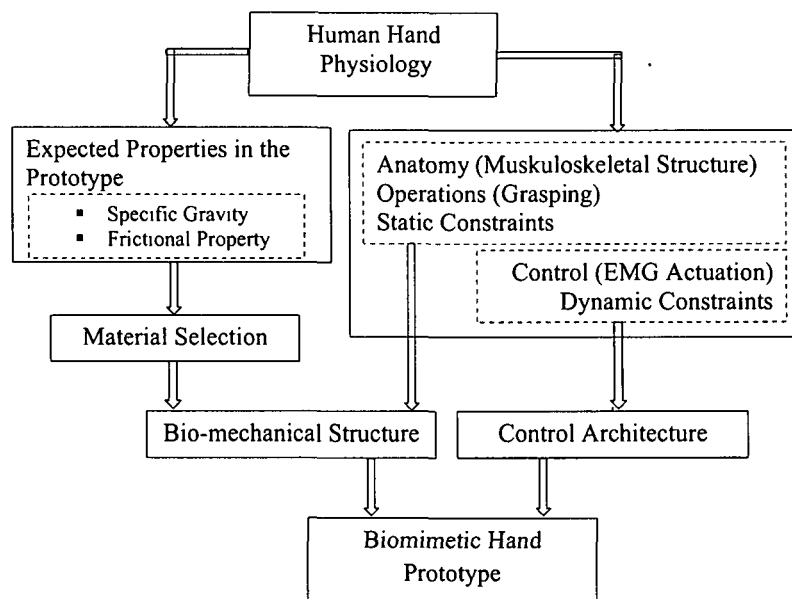 Human Hand
Physiology
Expected Properties in the
Prototype
▪ Specific Gravity
▪ Frictional Property
Anatomy (Muskuloskeletal Structure)
Operations (Grasping)
Static Constraints
Control (EMG Actuation)
Dynamic Constraints
Material Selection
Bio-mechanical Structure
Control Architecture
Biomimetic Hand
Prototype